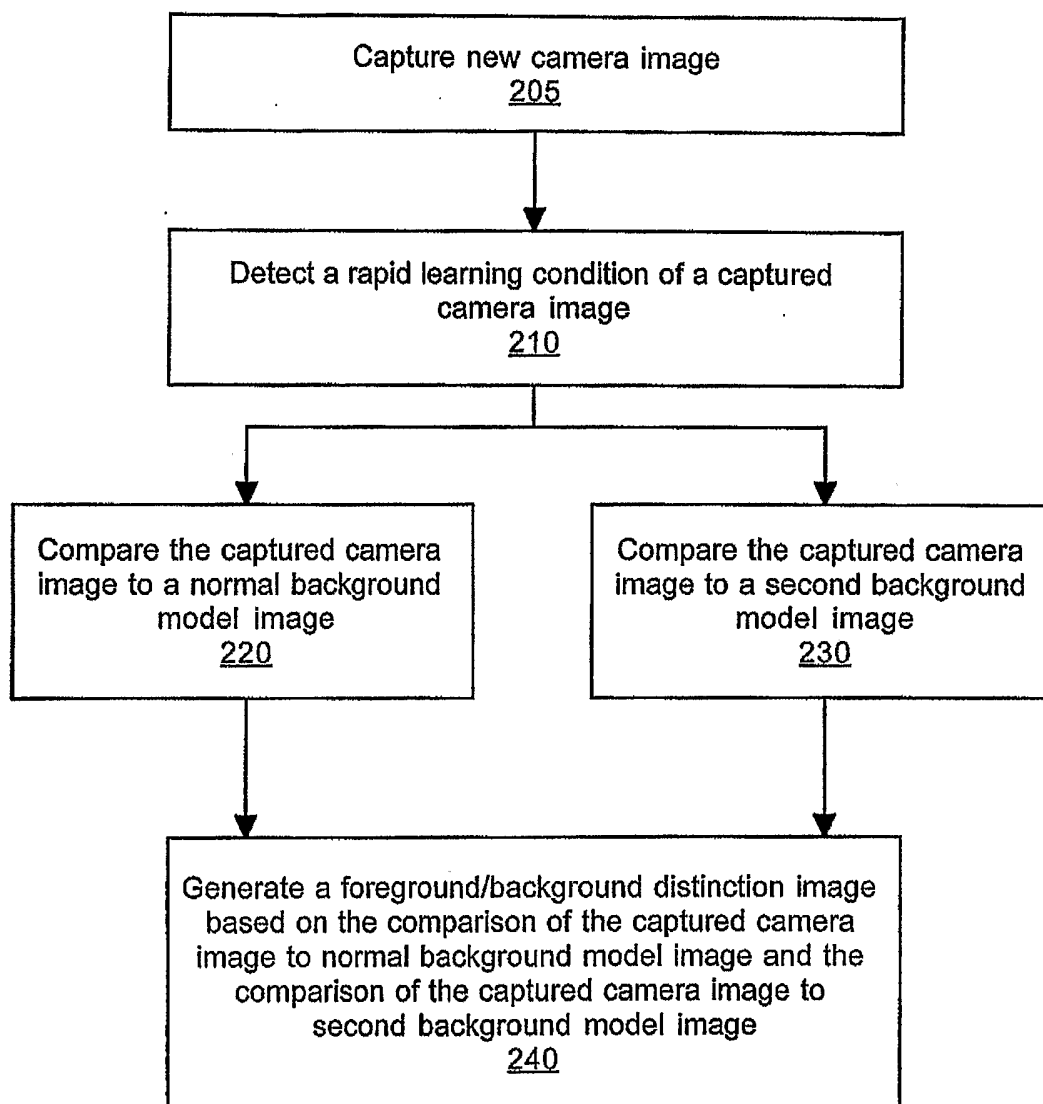 Capture new camera image
205
Detect a rapid learning condition of a captured
camera image
210
Compare the captured camera
image to a normal background
model image
220
Compare the captured camera
image to a second background
model image
230
Generate a foreground/background distinction image
based on the comparison of the captured camera
image to normal background model image and the
comparison of the captured camera image to
second background model image
240